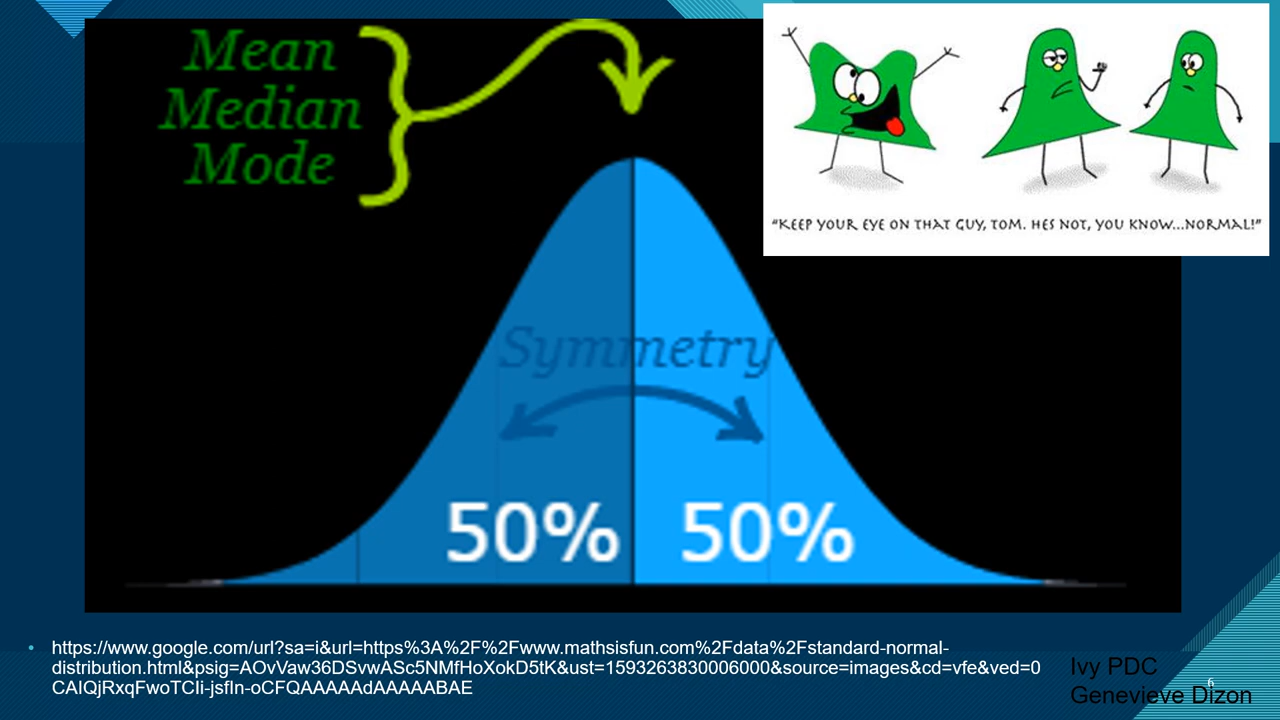 Mean
Median
Mode
“KEEP YOUR EYE ON THAT GUY, TOM. HES NOT, YOU KNOW...NORMAL!”
Symmetry
50% 50%
https://www.google.com/url?sa=i&url=https%3A%2F%2Fwww.mathsisfun.com%2Fdata%2Fstandard-normal-
distribution.html&psig=AOvVaw36DSvwASc5NMfHoXokD5tK&ust=1593263830006000&source=images&cd=vfe&ved=0
CAIQjRxqFwoTCIi-jsfIn-oCFQAAAAAdAAAAABAE
Ivy PDC
6
Genevieve Dizon